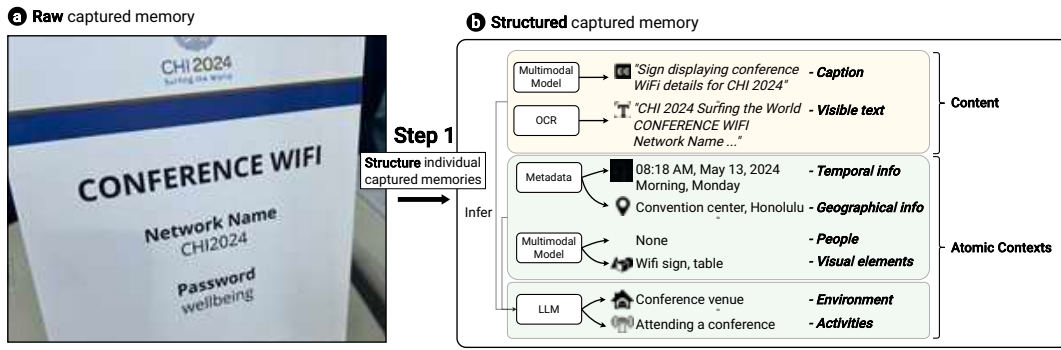 a Raw captured memory
CHI 2024
Surfing the World
CONFERENCE WIFI
Network Name
CHI2024
Password
wellbeing
Step 1
Structure individual
captured memories
b Structured captured memory
Infer
Multimodal
Model
CC "Sign displaying conference
WiFi details for CHI 2024"
- Caption
OCR
T "CHI 2024 Surfing the World
CONFERENCE WIFI
Network Name ..."
- Visible text
Content
Metadata
08:18 AM, May 13, 2024
Morning, Monday
- Temporal info
Convention center, Honolulu
- Geographical info
Multimodal
Model
None
- People
Wifi sign, table
- Visual elements
LLM
Conference venue
- Environment
Attending a conference
- Activities
Atomic Contexts